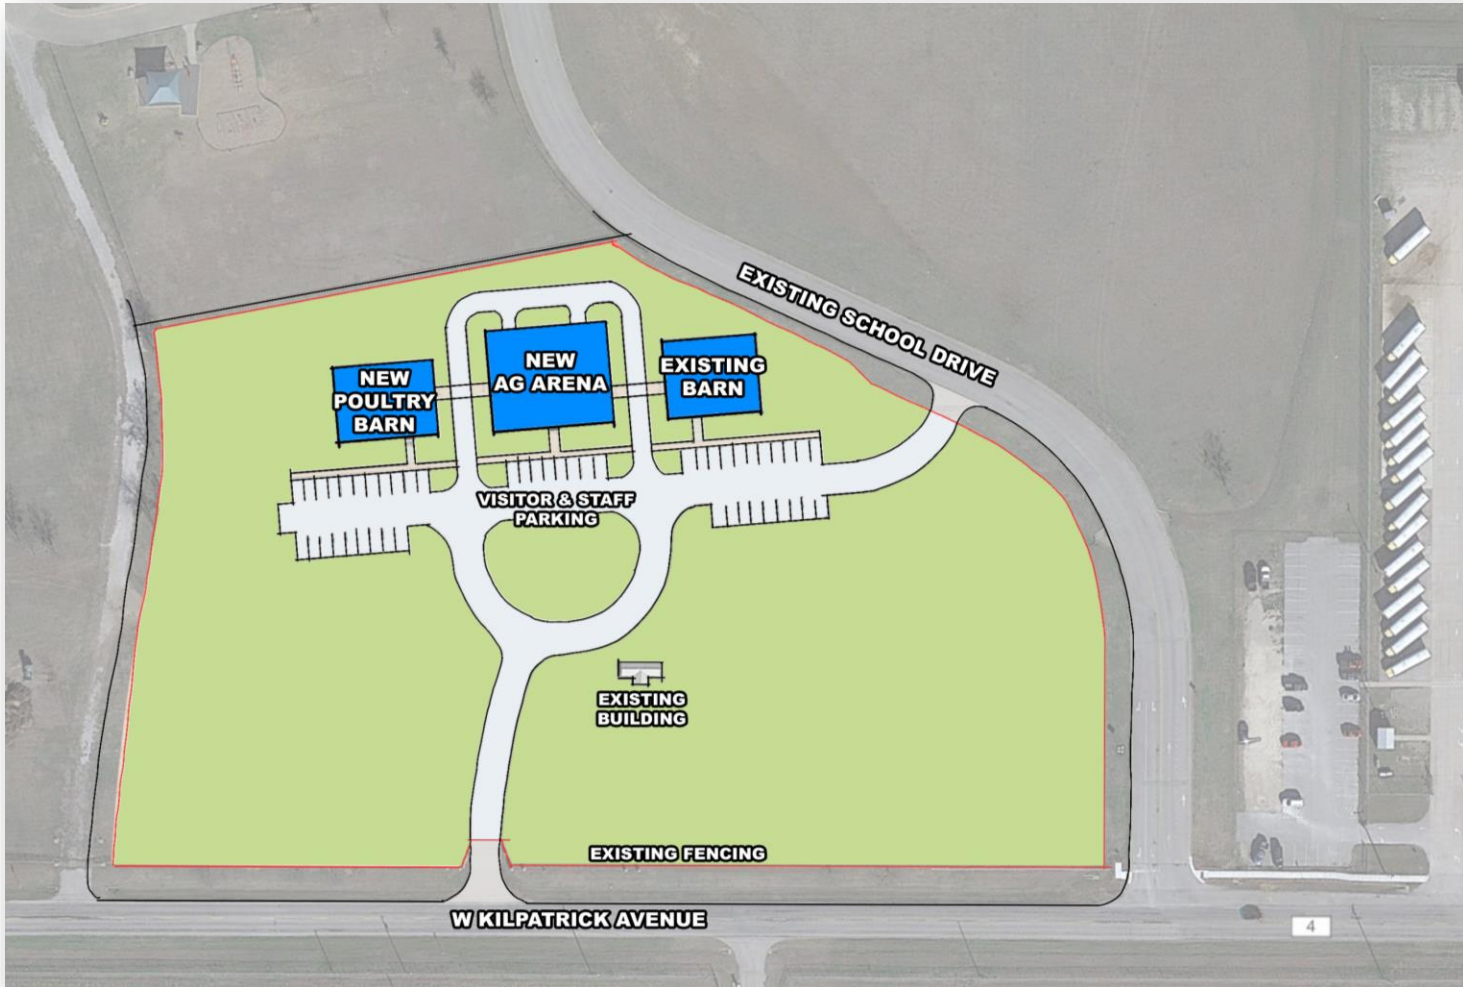 EXISTING SCHOOL DRIVE
NEW
POULTRY
BARN
NEW
AG ARENA
EXISTING
BARN
VISITOR & STAFF
PARKING
EXISTING
BUILDING
EXISTING FENCING
W KILPATRICK AVENUE
4